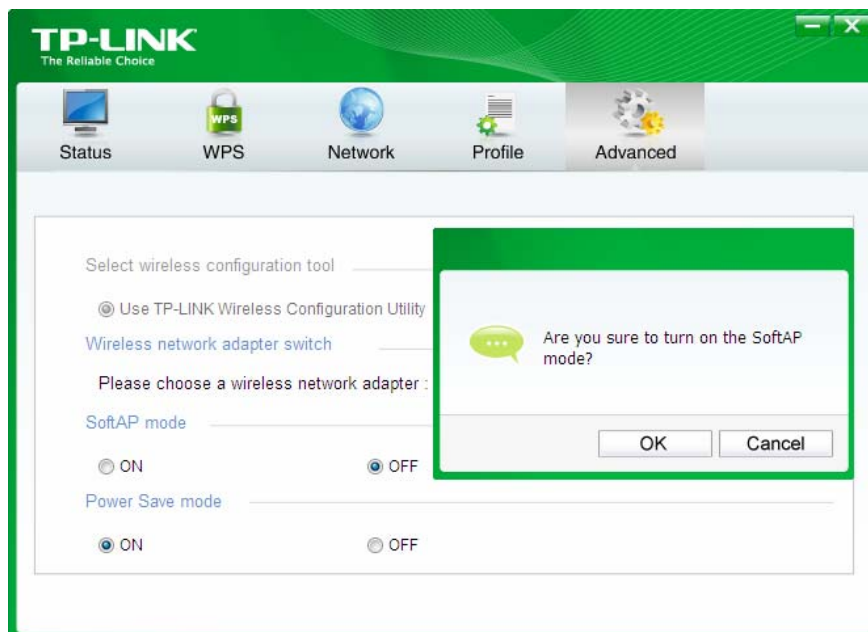 TP-LINK
The Reliable Choice
Status
WPS
WPS
Network
Profile
Advanced
Select wireless configuration tool
Use TP-LINK Wireless Configuration Utility
Wireless network adapter switch
Please choose a wireless network adapter :
SoftAP mode
ON
OFF
Power Save mode
ON
OFF
Are you sure to turn on the SoftAP
mode?
OK
Cancel